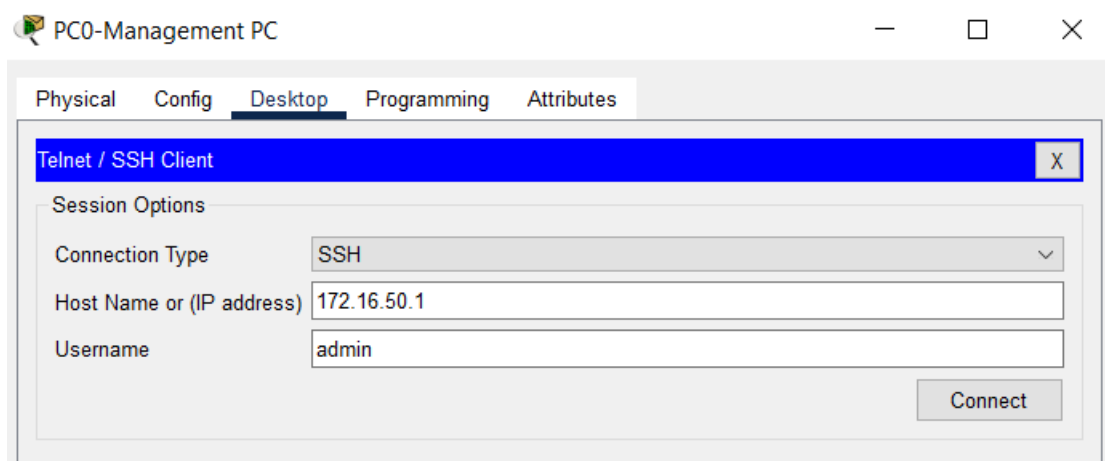 PC0-Management PC
Physical Config Desktop Programming Attributes
Telnet / SSH Client X
Session Options
Connection Type SSH
Host Name or (IP address) 172.16.50.1
Username admin
Connect